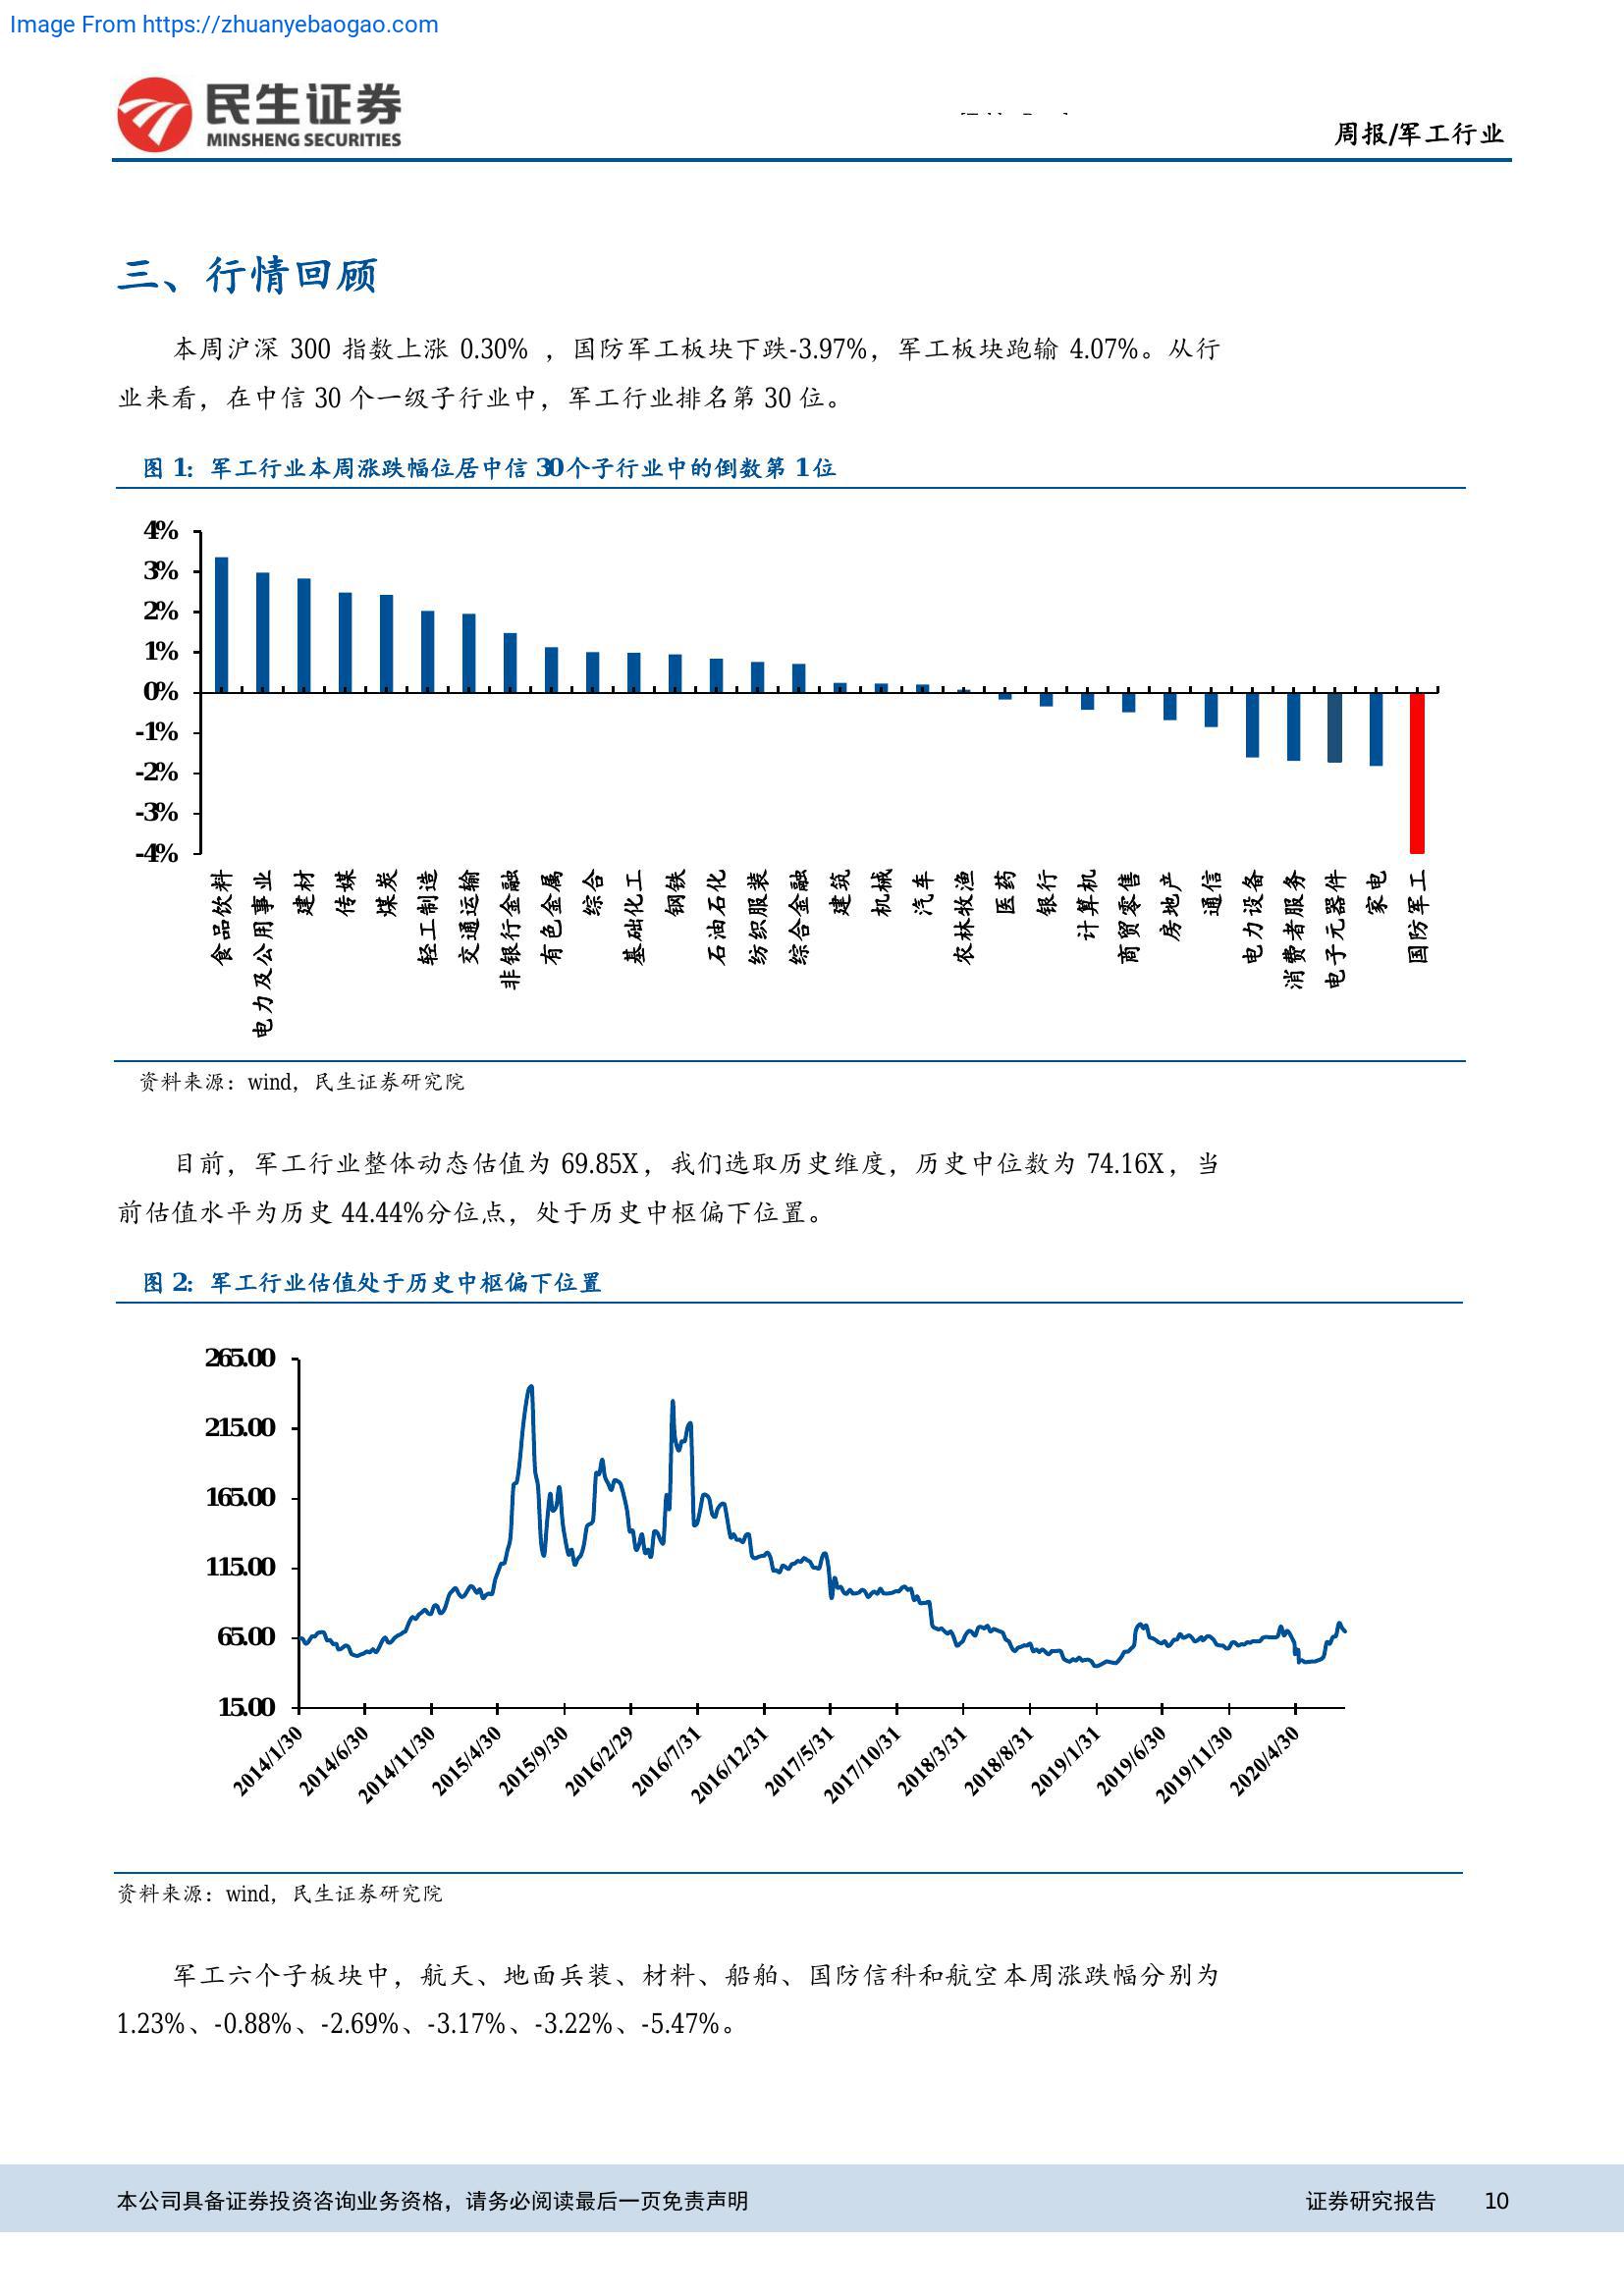 Image From https://zhuanyebaogao.com
民生证券
MINSHENG SECURITIES
周报/军工行业
三、行情回顾
本周沪深 300 指数上涨 0.30% ，国防军工板块下跌-3.97%，军工板块跑输 4.07%。从行
业来看，在中信 30 个一级子行业中，军工行业排名第 30 位。
图 1：军工行业本周涨跌幅位居中信 30 个子行业中的倒数第 1 位
4%
3%
2%
1%
0%
-1%
-2%
-3%
-4%
食品饮料
电力及公用事业
建材
传媒
煤炭
轻工制造
交通运输
非银行金融
有色金属
综合
基础化工
钢铁
石油石化
纺织服装
综合金融
建筑
机械
汽车
农林牧渔
医药
银行
计算机
商贸零售
房地产
通信
电力设备
消费者服务
电子元器件
家电
国防军工
资料来源：wind，民生证券研究院
目前，军工行业整体动态估值为 69.85X，我们选取历史维度，历史中位数为 74.16X，当
前估值水平为历史 44.44%分位点，处于历史中枢偏下位置。
图 2：军工行业估值处于历史中枢偏下位置
265.00
215.00
165.00
115.00
65.00
15.00
2014/1/30
2014/6/30
2014/11/30
2015/4/30
2015/9/30
2016/2/29
2016/7/31
2016/12/31
2017/5/31
2017/10/31
2018/3/31
2018/8/31
2019/1/31
2019/6/30
2019/11/30
2020/4/30
资料来源：wind，民生证券研究院
军工六个子板块中，航天、地面兵装、材料、船舶、国防信科和航空本周涨跌幅分别为
1.23%、-0.88%、-2.69%、-3.17%、-3.22%、-5.47%。
本公司具备证券投资咨询业务资格，请务必阅读最后一页免责声明
证券研究报告 10